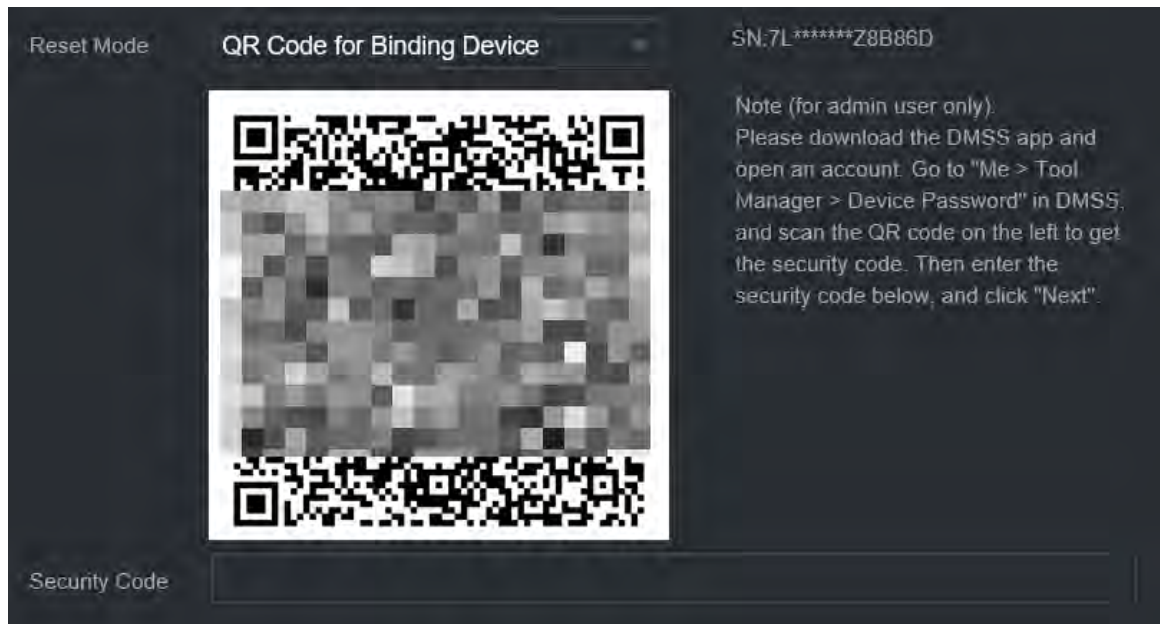 Reset Mode
QR Code for Binding Device
SN:7L*******Z8B86D
Note (for admin user only).
Please download the DMSS app and
open an account. Go to "Me > Tool
Manager > Device Password" in DMSS,
and scan the QR code on the left to get
the security code. Then enter the
security code below, and click "Next".
Security Code